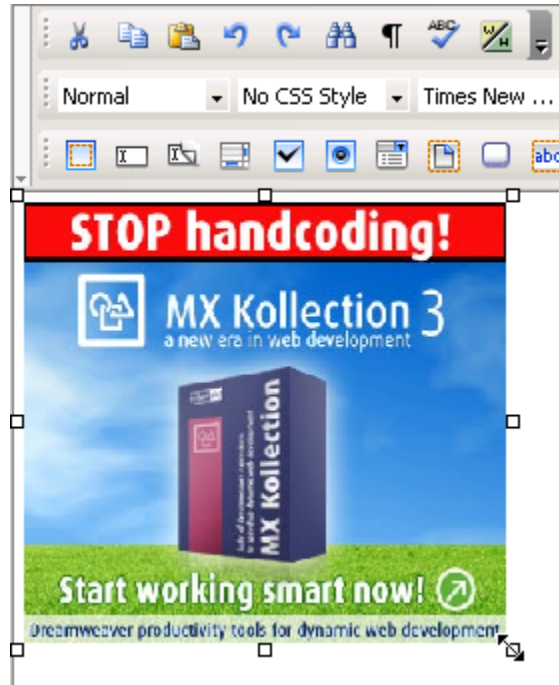 ABC
W/H
Normal
No CSS Style
Times New ...
abc
STOP handcoding!
MX Kollection 3
a new era in web development
MX Kollection
Start working smart now!
Dreamweaver productivity tools for dynamic web development